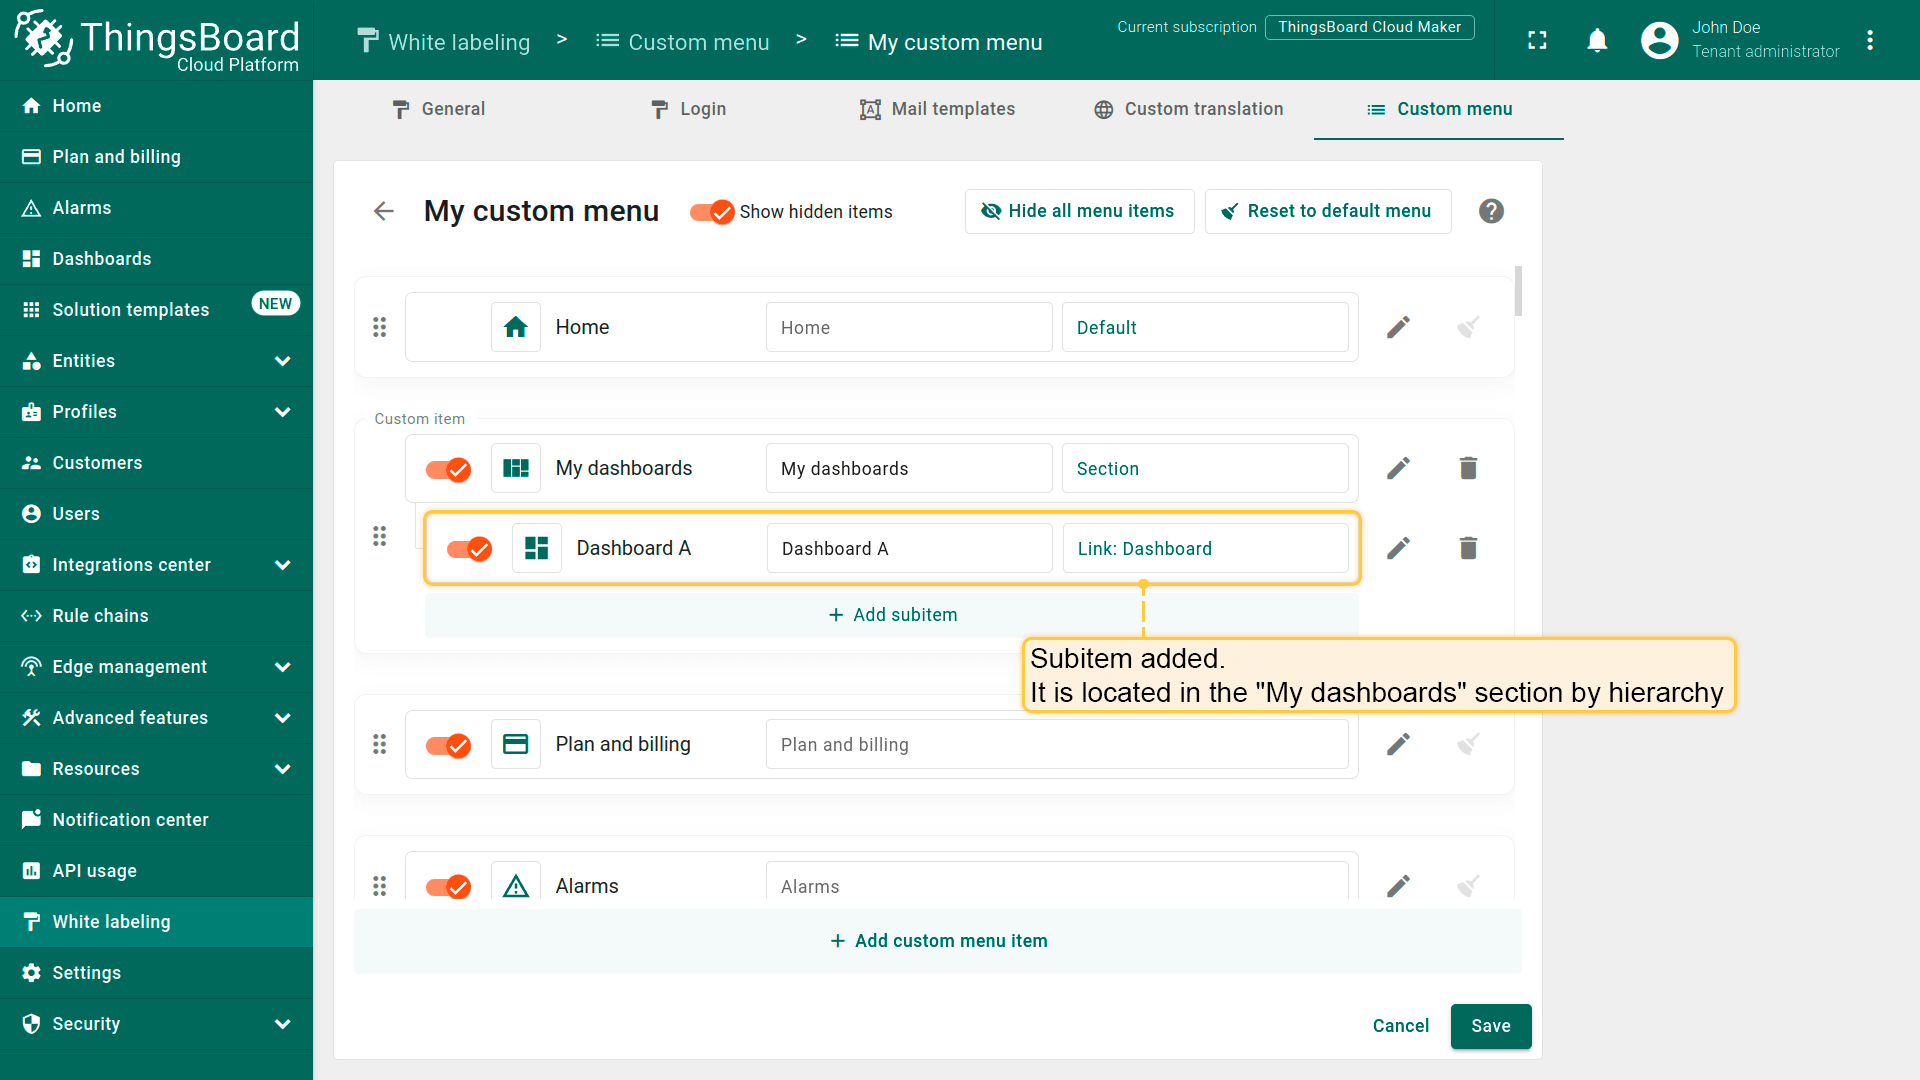 ThingsBoard
Cloud Platform
White labeling > Custom menu > My custom menu
Current subscription ThingsBoard Cloud Maker
John Doe
Tenant administrator
Home
Plan and billing
Alarms
Dashboards
Solution templates NEW
Entities
Profiles
Customers
Users
Integrations center
Rule chains
Edge management
Advanced features
Resources
Notification center
API usage
White labeling
Settings
Security
General Login Mail templates Custom translation Custom menu
My custom menu Show hidden items Hide all menu items Reset to default menu
Home Home Default
Custom item
My dashboards My dashboards Section
Dashboard A Dashboard A Link: Dashboard
+ Add subitem
Subitem added.
It is located in the "My dashboards" section by hierarchy
Plan and billing Plan and billing
Alarms Alarms
+ Add custom menu item
Cancel Save